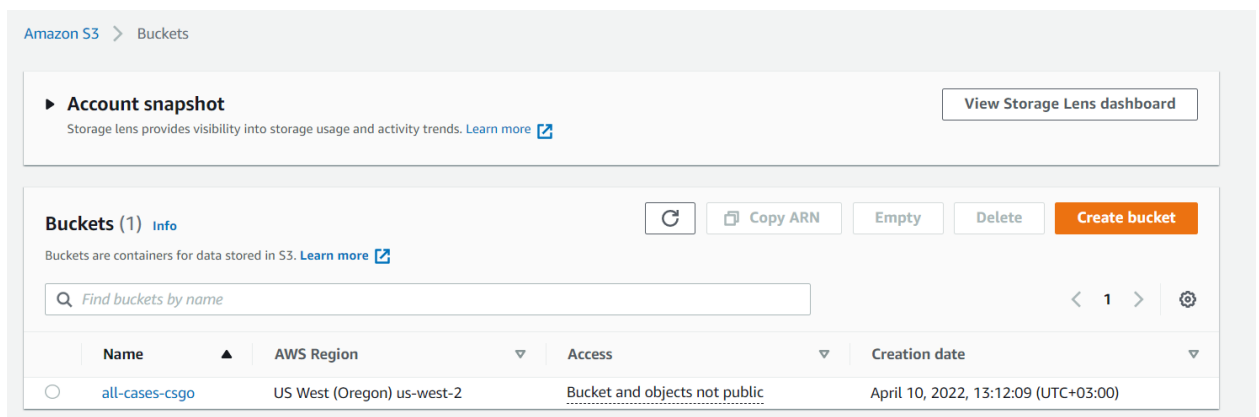 Amazon S3 > Buckets
Account snapshot
View Storage Lens dashboard
Storage lens provides visibility into storage usage and activity trends. Learn more
Buckets (1) Info
Copy ARN Empty Delete Create bucket
Buckets are containers for data stored in S3. Learn more
Find buckets by name
< 1 >
Name AWS Region Access Creation date
all-cases-csgo US West (Oregon) us-west-2 Bucket and objects not public April 10, 2022, 13:12:09 (UTC+03:00)